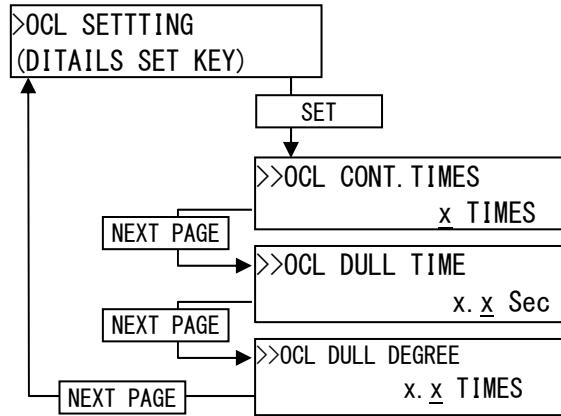 >OCL SETTTING
(DITAILS SET KEY)
SET
>>OCL CONT.TIMES
x TIMES
NEXT PAGE
>>OCL DULL TIME
x.x Sec
NEXT PAGE
>>OCL DULL DEGREE
x.x TIMES
NEXT PAGE